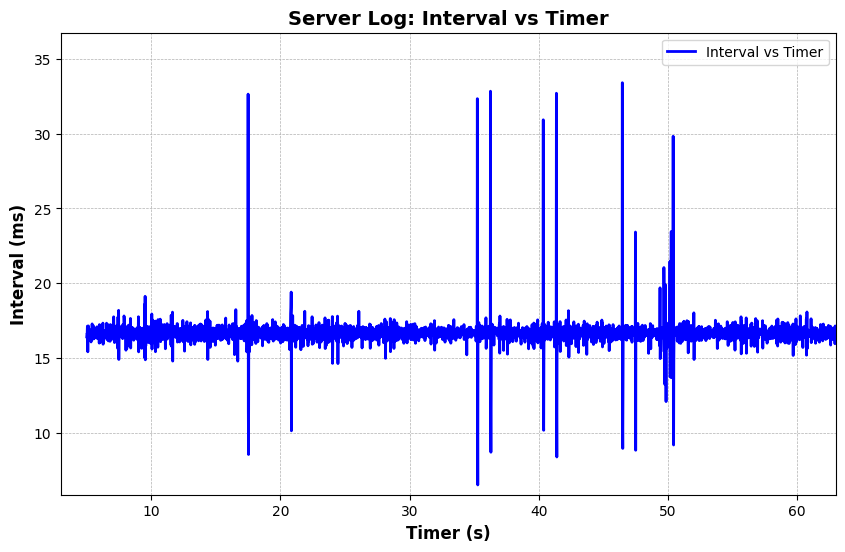 Server Log: Interval vs Timer
Interval vs Timer
Interval (ms)
35
30
25
20
15
10
10 20 30 40 50 60
Timer (s)